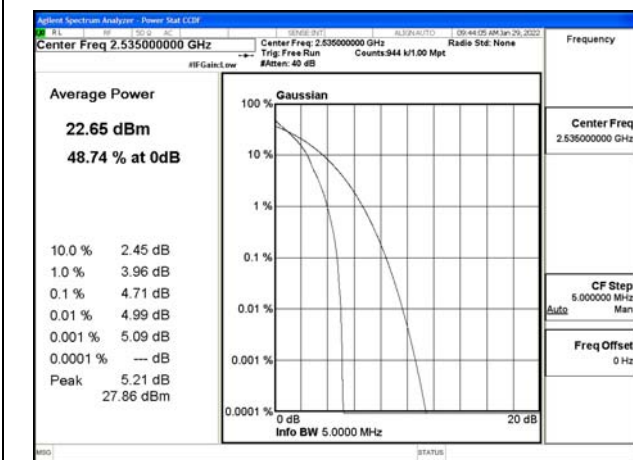 Agilent Spectrum Analyzer - Power Stat CCDF
RL RF 50 Ω AC SENSE:INT ALIGN AUTO 09:44:05 AM Jan 29, 2022
Center Freq 2.535000000 GHz
Center Freq: 2.535000000 GHz Radio Std: None
Trig: Free Run Counts:944 k/1.00 Mpt
#IFGain:Low #Atten: 40 dB
Frequency
Average Power
22.65 dBm
48.74 % at 0dB
10.0 % 2.45 dB
1.0 % 3.96 dB
0.1 % 4.71 dB
0.01 % 4.99 dB
0.001 % 5.09 dB
0.0001 % --- dB
Peak 5.21 dB
27.86 dBm
Gaussian
100 %
10 %
1 %
0.1 %
0.01 %
0.001 %
0.0001 %
0 dB 20 dB
Info BW 5.0000 MHz
Center Freq
2.535000000 GHz
CF Step
5.000000 MHz
Auto Man
Freq Offset
0 Hz
MSG STATUS